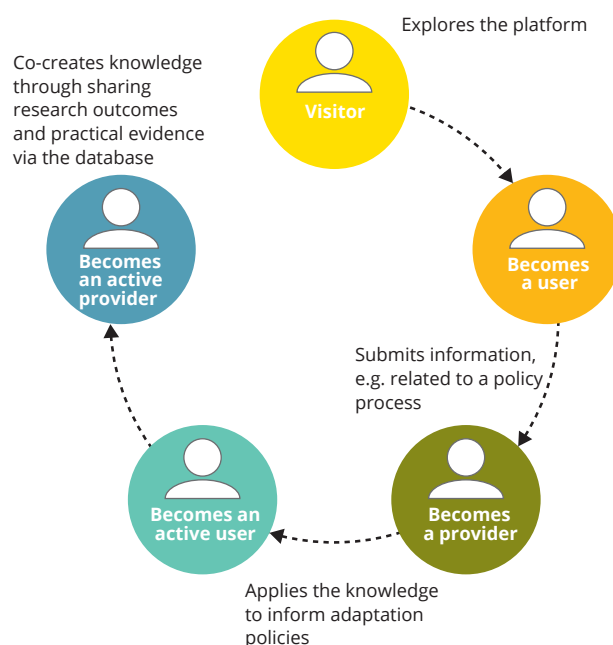 Explores the platform
Visitor
Becomes
a user
Submits information,
e.g. related to a policy
process
Becomes
a provider
Applies the knowledge
to inform adaptation
policies
Becomes an
active user
Becomes
an active
provider
Co-creates knowledge
through sharing
research outcomes
and practical evidence
via the database